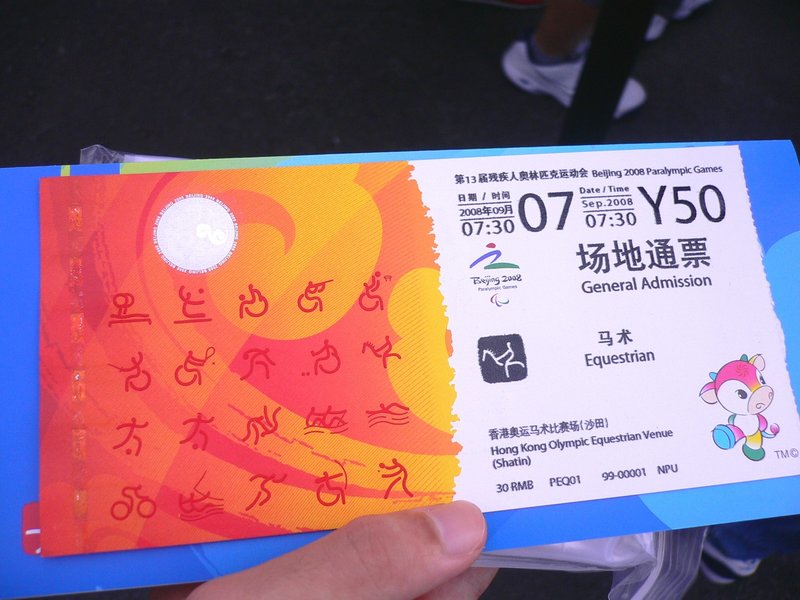 第13届残疾人奥林匹克运动会 Beijing 2008 Paralympic Games
日期 / 时间
2008年09月
07:30
07
Date / Time
Sep.2008
07:30
Y50
Beijing 2008
Paralympic Games
场地通票
General Admission
马术
Equestrian
香港奥运马术比赛场(沙田)
Hong Kong Olympic Equestrian Venue
(Shatin)
30 RMB PEQ01 99-00001 NPU
TM©